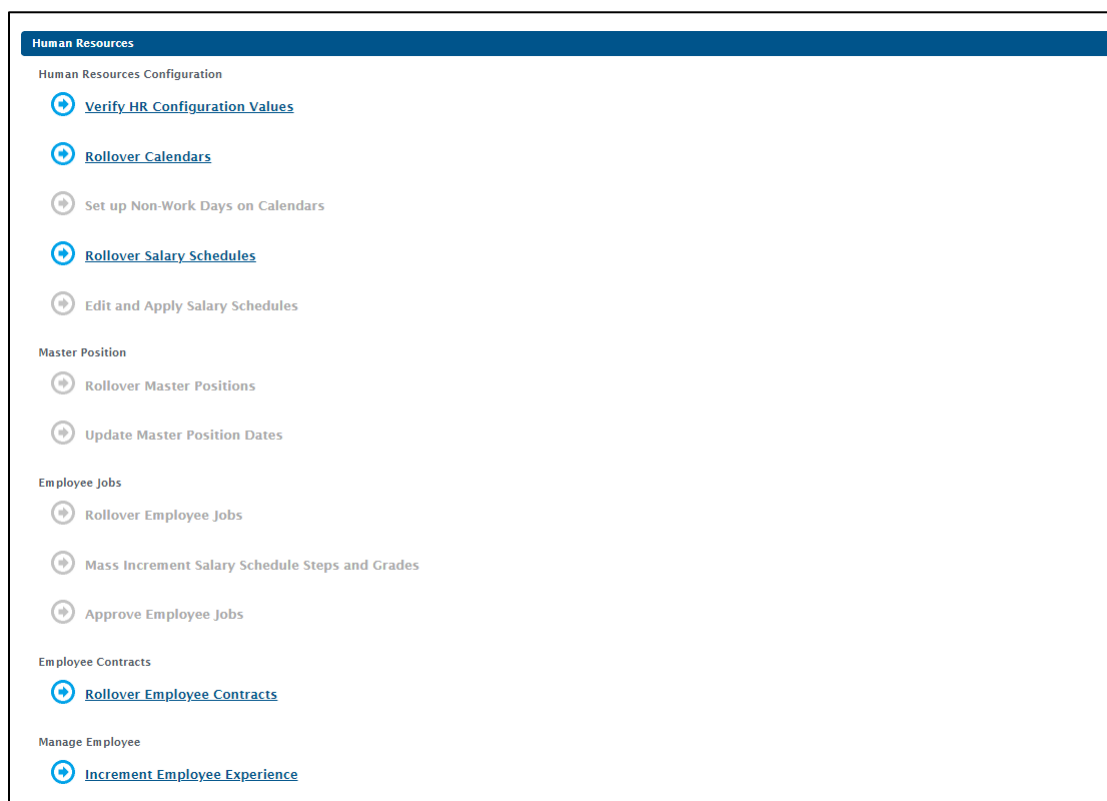 Human Resources
Human Resources Configuration
Verify HR Configuration Values
Rollover Calendars
Set up Non-Work Days on Calendars
Rollover Salary Schedules
Edit and Apply Salary Schedules
Master Position
Rollover Master Positions
Update Master Position Dates
Employee Jobs
Rollover Employee Jobs
Mass Increment Salary Schedule Steps and Grades
Approve Employee Jobs
Employee Contracts
Rollover Employee Contracts
Manage Employee
Increment Employee Experience